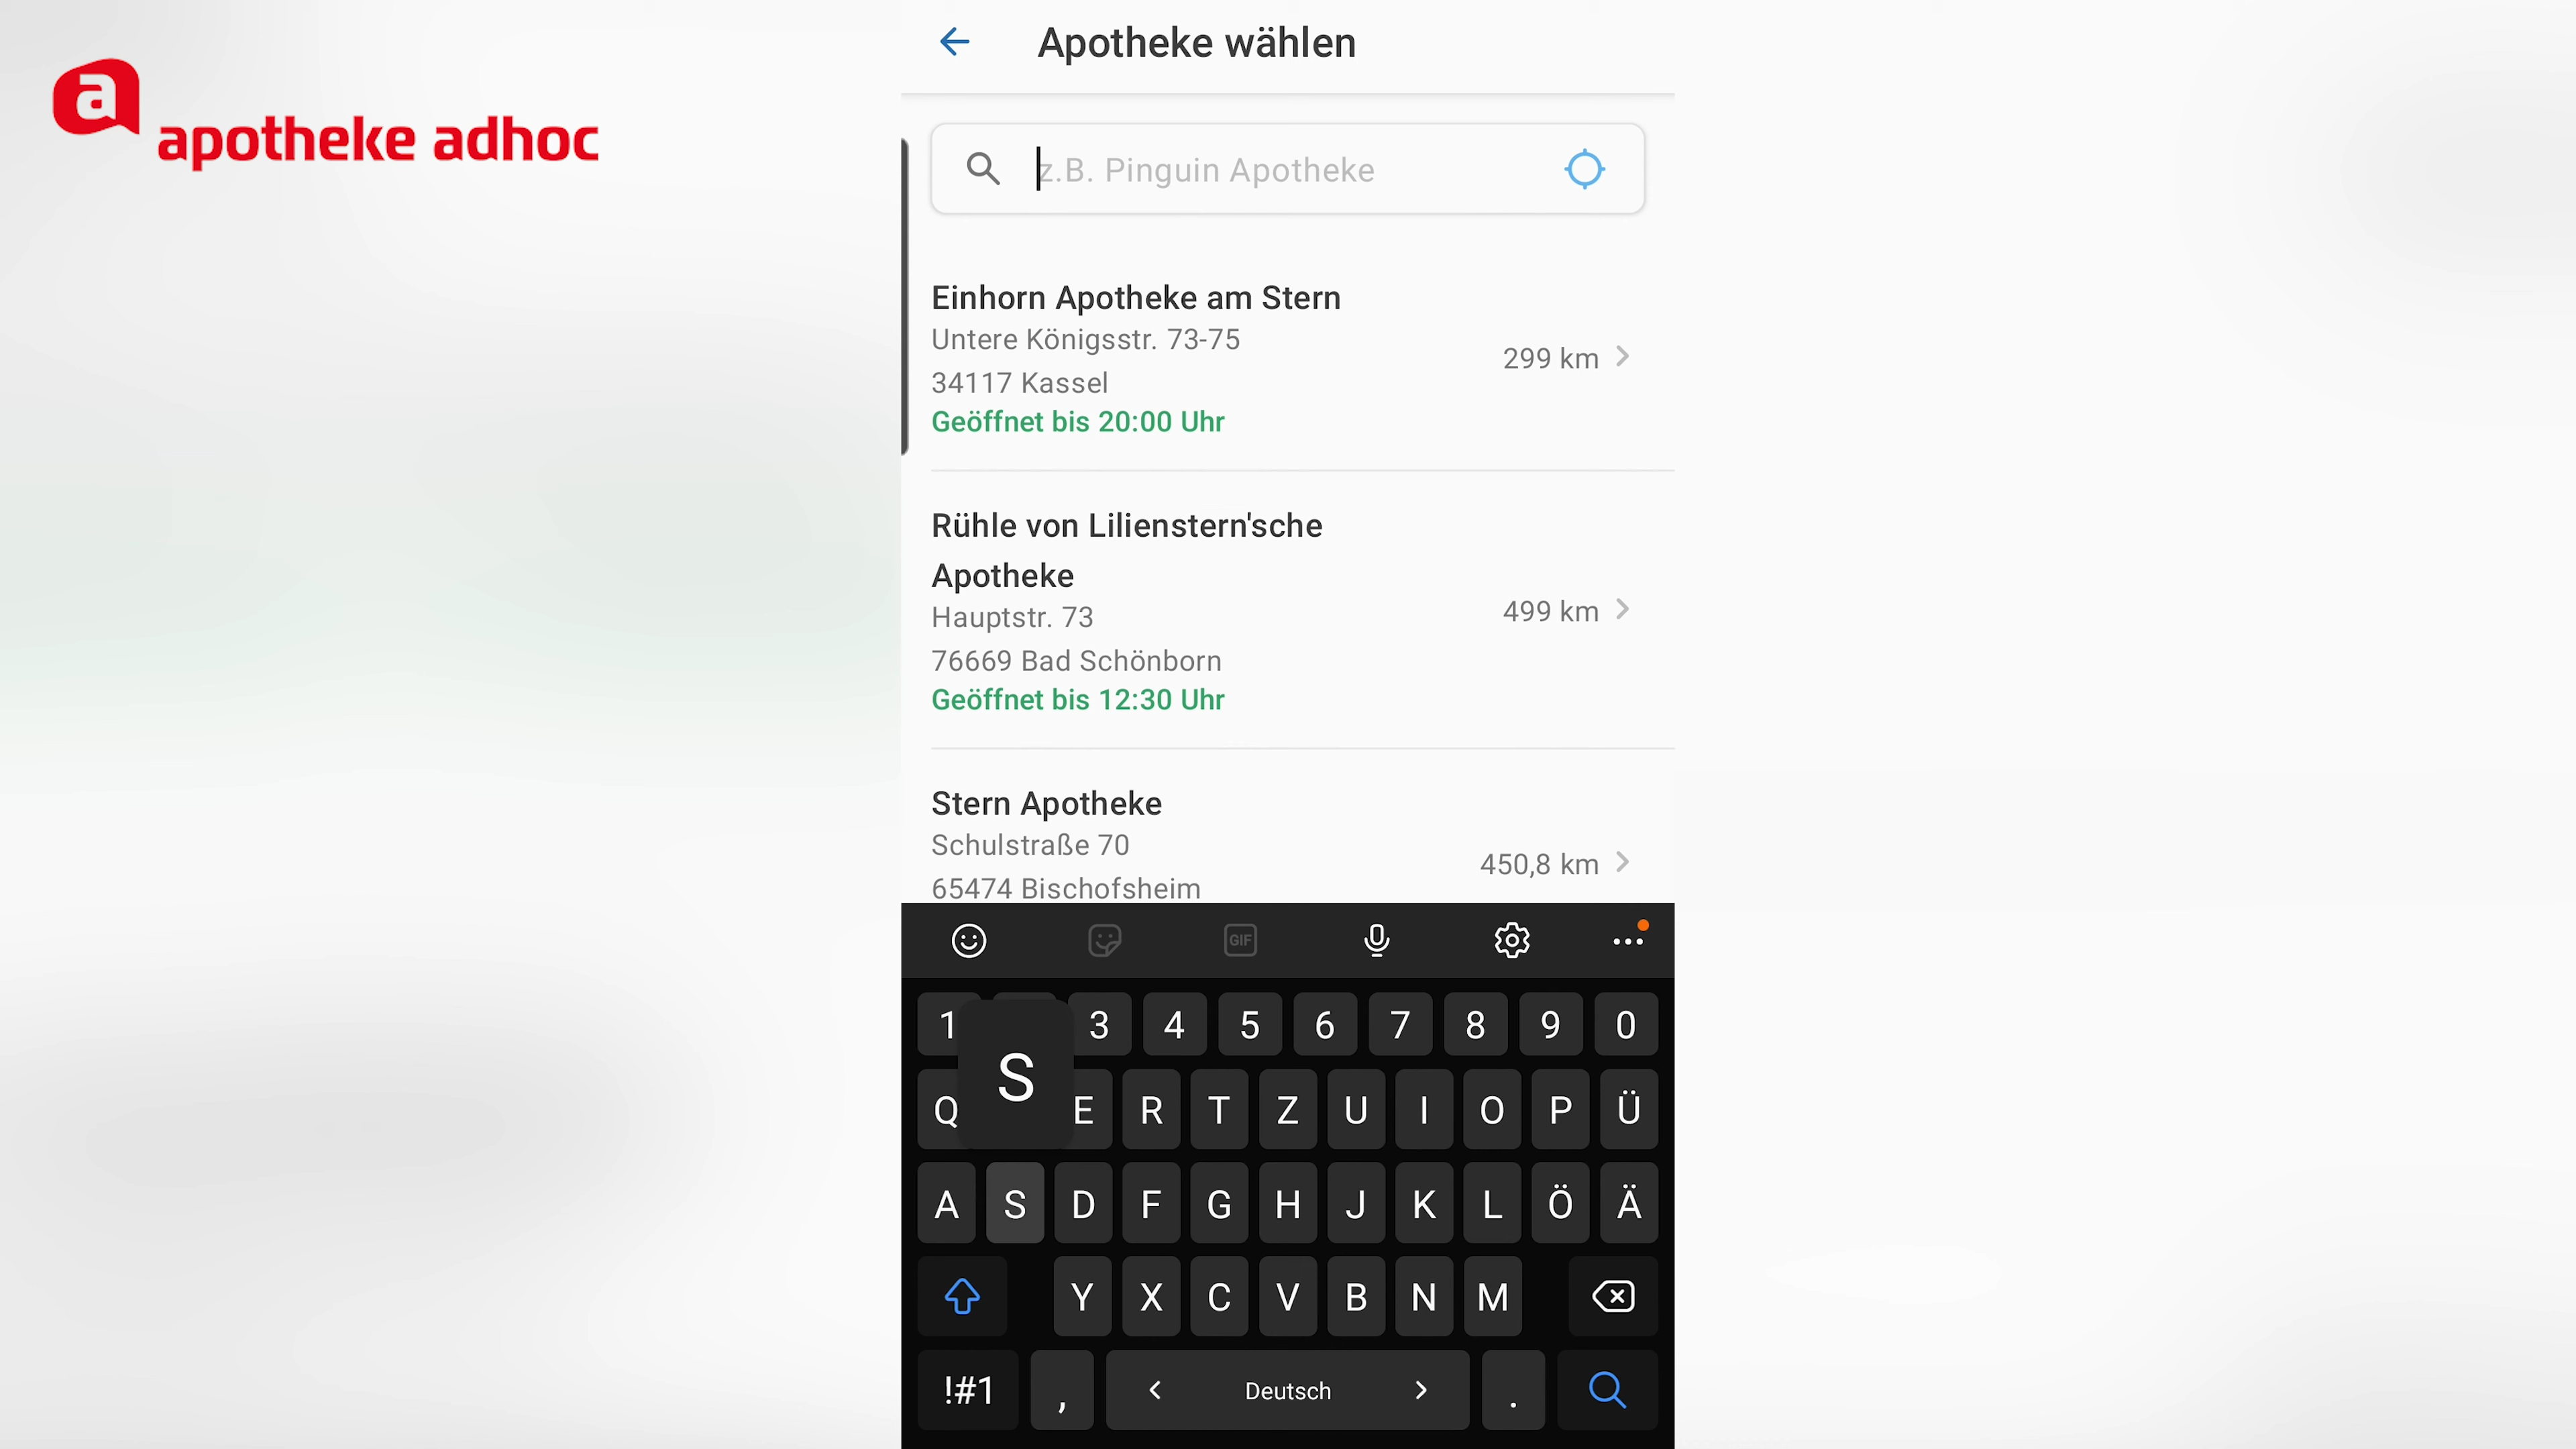 a
apotheke adhoc
Apotheke wählen
z.B. Pinguin Apotheke
Einhorn Apotheke am Stern
Untere Königsstr. 73-75
34117 Kassel
299 km
Geöffnet bis 20:00 Uhr
Rühle von Lilienstern'sche
Apotheke
Hauptstr. 73
499 km
76669 Bad Schönborn
Geöffnet bis 12:30 Uhr
Stern Apotheke
Schulstraße 70
450,8 km
65474 Bischofsheim
GIF
1 3 4 5 6 7 8 9 0
S
Q E R T Z U I O P Ü
A S D F G H J K L Ö Ä
Y X C V B N M
!#1 , < Deutsch > .